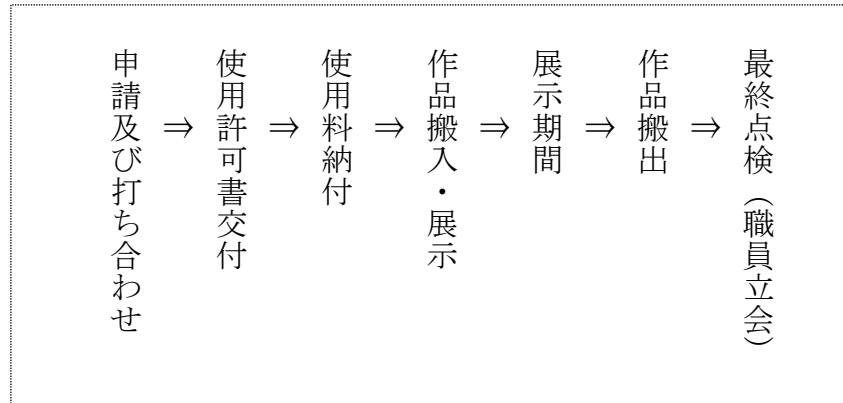 申請及び打ち合わせ
⇒
使用許可書交付
⇒
使用料納付
⇒
作品搬入・展示
⇒
展示期間
⇒
作品搬出
⇒
最終点検（職員立会）